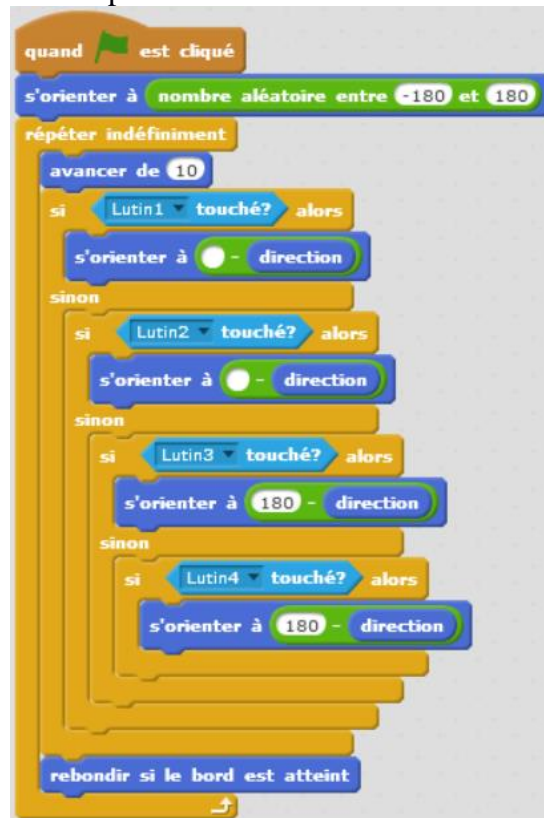 quand est cliqué
s'orienter à nombre aléatoire entre -180 et 180
répéter indéfiniment
avancer de 10
si Lutin1 touché? alors
s'orienter à - direction
sinon
si Lutin2 touché? alors
s'orienter à - direction
sinon
si Lutin3 touché? alors
s'orienter à 180 - direction
sinon
si Lutin4 touché? alors
s'orienter à 180 - direction
rebondir si le bord est atteint